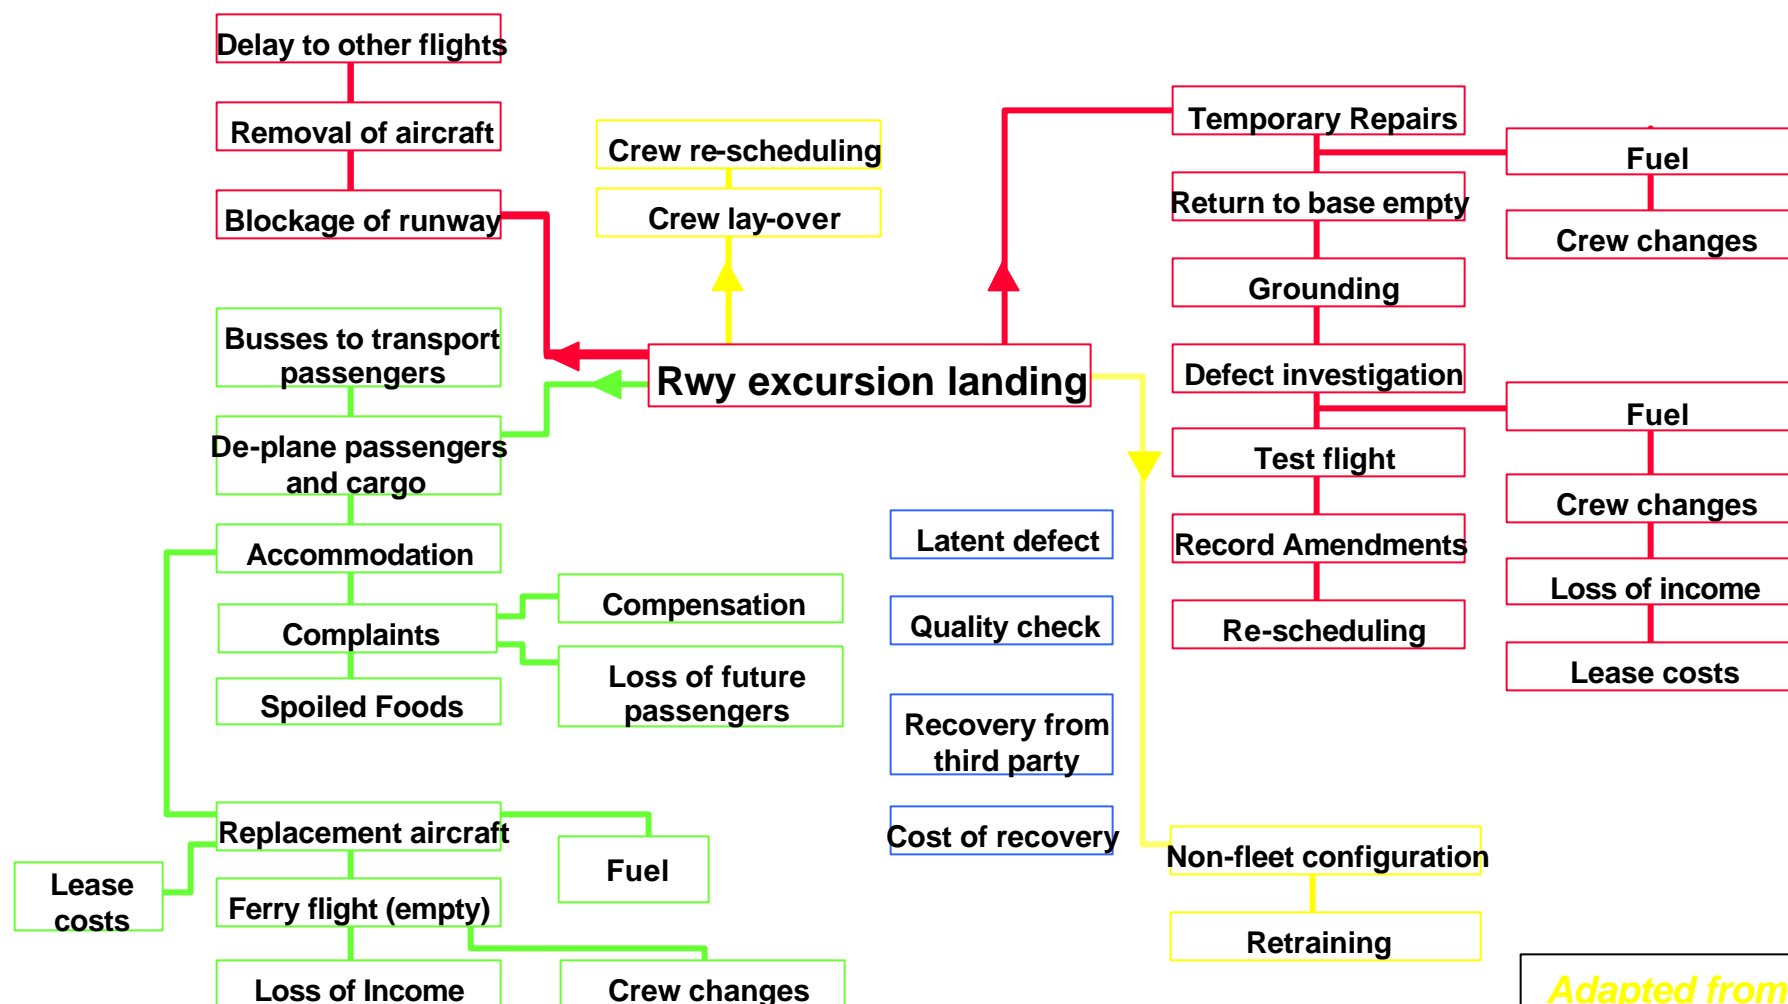 Delay to other flights
Removal of aircraft
Blockage of runway
Crew re-scheduling
Crew lay-over
Temporary Repairs
Fuel
Return to base empty
Crew changes
Grounding
Busses to transport
passengers
Rwy excursion landing
Defect investigation
Fuel
De-plane passengers
and cargo
Test flight
Crew changes
Latent defect
Record Amendments
Accommodation
Loss of income
Compensation
Quality check
Re-scheduling
Complaints
Lease costs
Loss of future
passengers
Spoiled Foods
Recovery from
third party
Replacement aircraft
Cost of recovery
Non-fleet configuration
Fuel
Lease
costs
Ferry flight (empty)
Retraining
Loss of Income
Crew changes
Adapted from